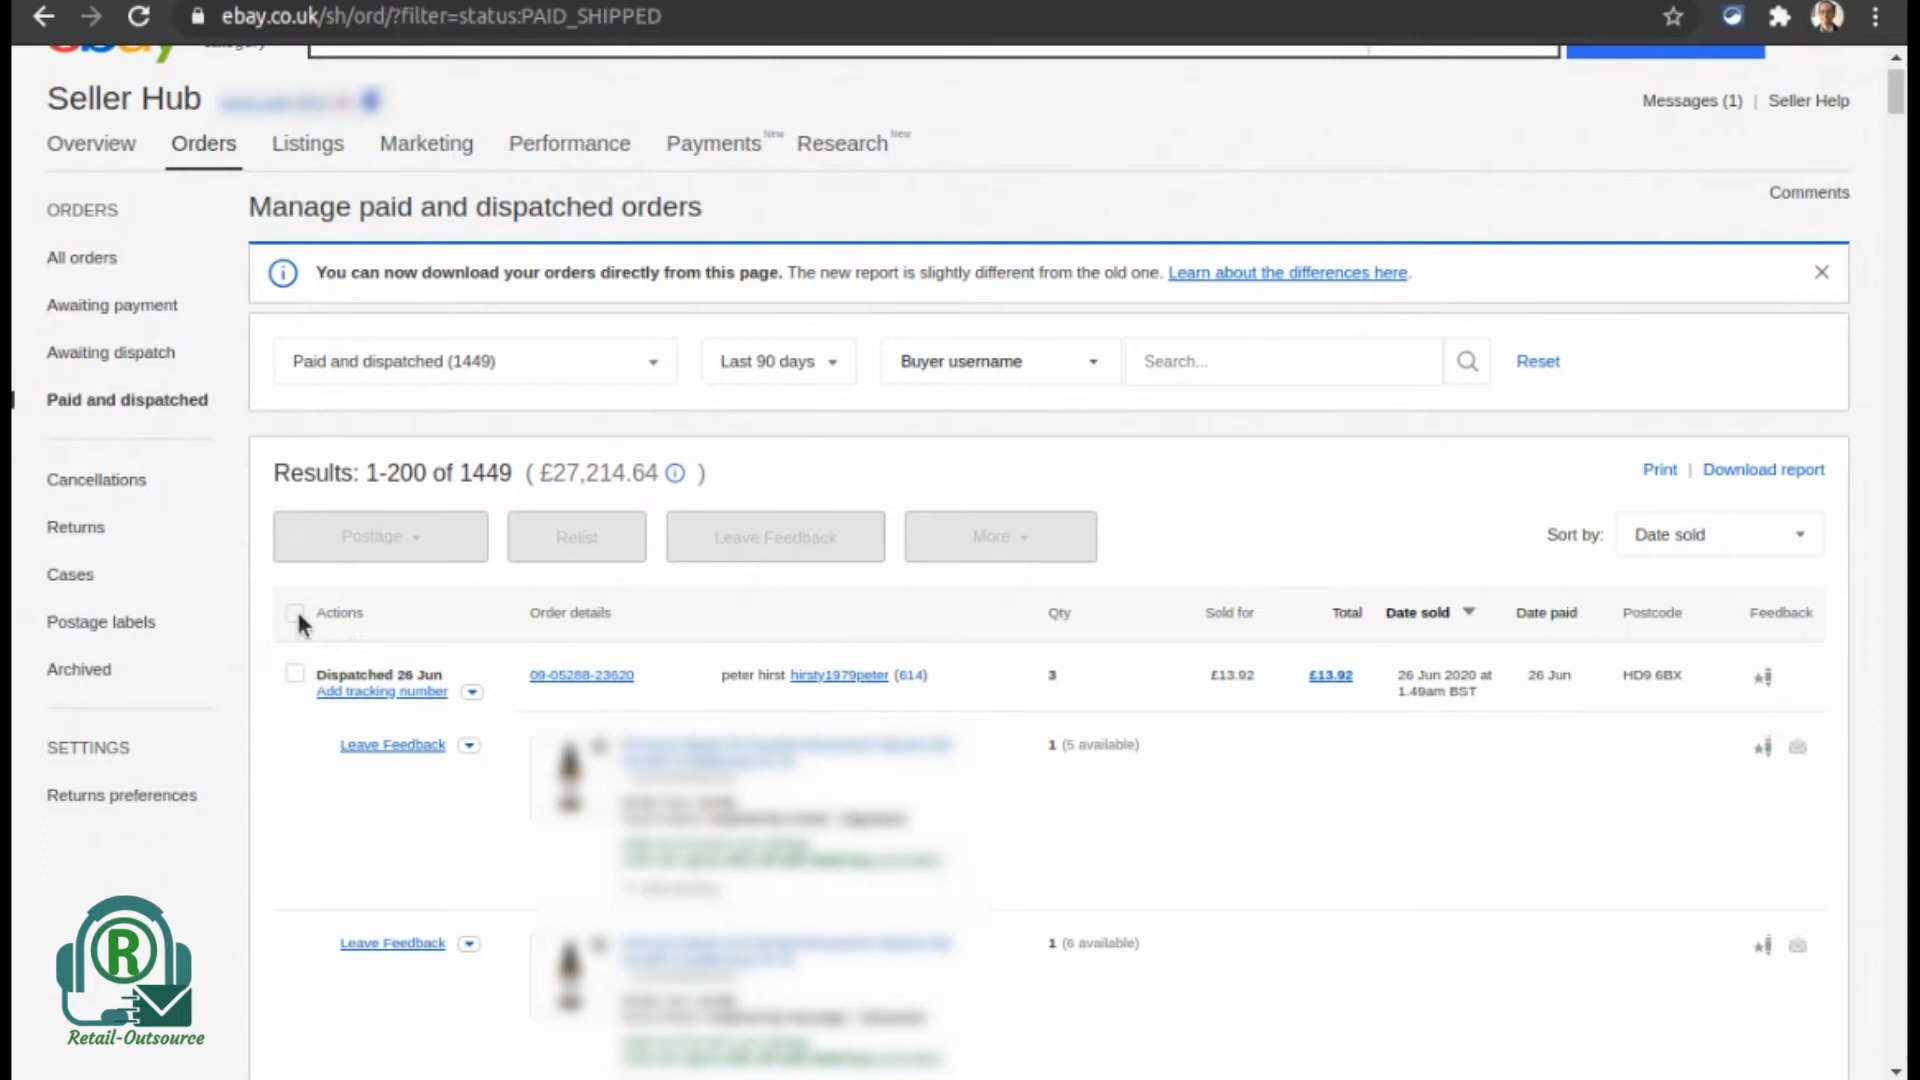 ebay.co.uk/sh/ord/?filter=status:PAID_SHIPPED
Seller Hub
Messages (1) | Seller Help
Overview Orders Listings Marketing Performance Payments New Research New
Comments
ORDERS
All orders
Awaiting payment
Awaiting dispatch
Paid and dispatched
Cancellations
Returns
Cases
Postage labels
Archived
SETTINGS
Returns preferences
Manage paid and dispatched orders
You can now download your orders directly from this page. The new report is slightly different from the old one. Learn about the differences here.
Paid and dispatched (1449) Last 90 days Buyer username Search... Reset
Results: 1-200 of 1449 ( £27,214.64 )
Print | Download report
Postage Relist Leave Feedback More
Sort by: Date sold
Actions Order details Qty Sold for Total Date sold Date paid Postcode Feedback
Dispatched 26 Jun 09-05288-23620 peter hirst hirsty1979peter (614) 3 £13.92 £13.92 26 Jun 2020 at 26 Jun HD9 6BX
Add tracking number 1.49am BST
Leave Feedback 1 (5 available)
Leave Feedback 1 (6 available)
R
Retail-Outsource